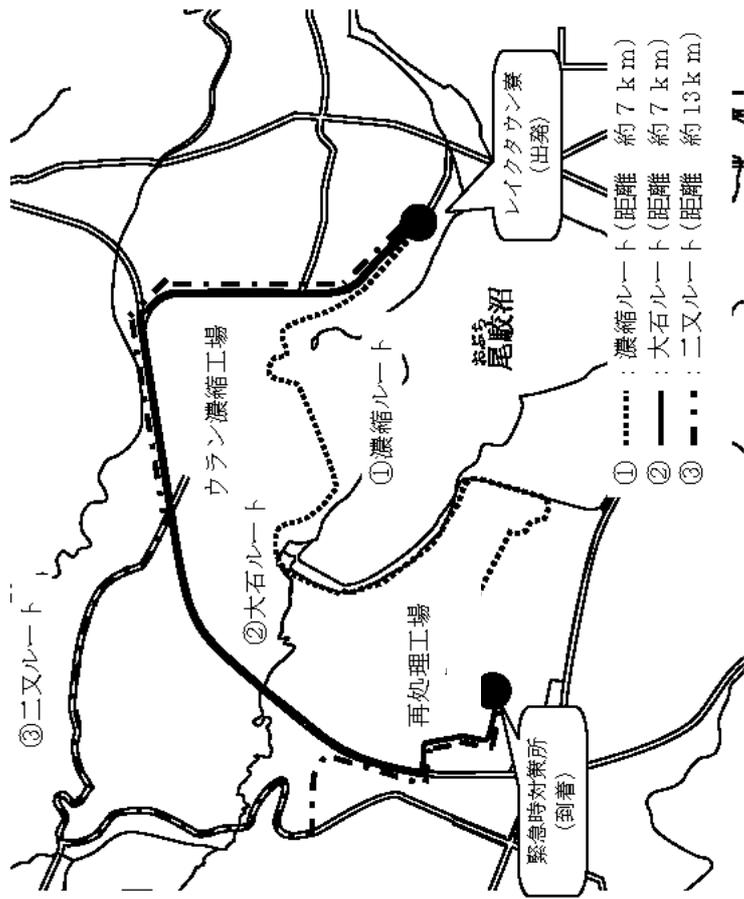 レイクタウン寮
(出発)
尾駮沼
おぶち
ウラン濃縮工場
①濃縮ルート
②大石ルート
③二又ルート
再処理工場
緊急時対策所
(到着)
①　:濃縮ルート(距離　約7km)
②　:大石ルート(距離　約7km)
③　:二又ルート(距離　約13km)